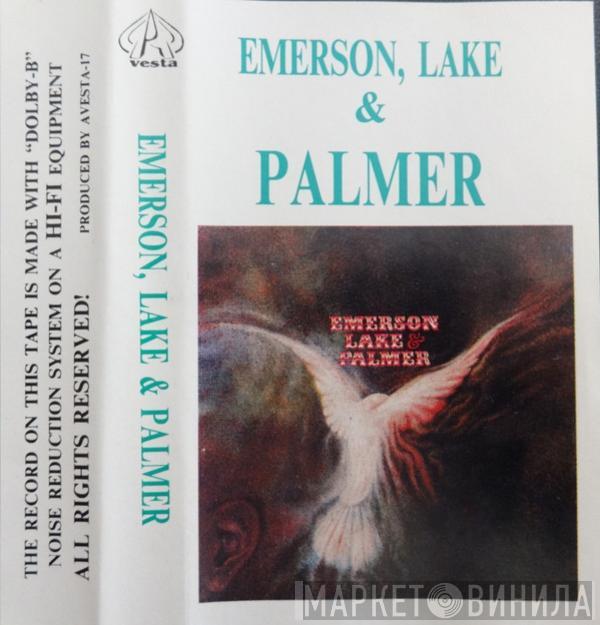 THE RECORD ON THIS TAPE IS MADE WITH "DOLBY-B"
NOISE REDUCTION SYSTEM ON A HI-FI EQUIPMENT
ALL RIGHTS RESERVED! PRODUCED BY AVESTA-17
vesta
EMERSON, LAKE & PALMER
EMERSON, LAKE
&
PALMER
EMERSON
LAKE &
PALMER
МАРКЕТ ВИНИЛА